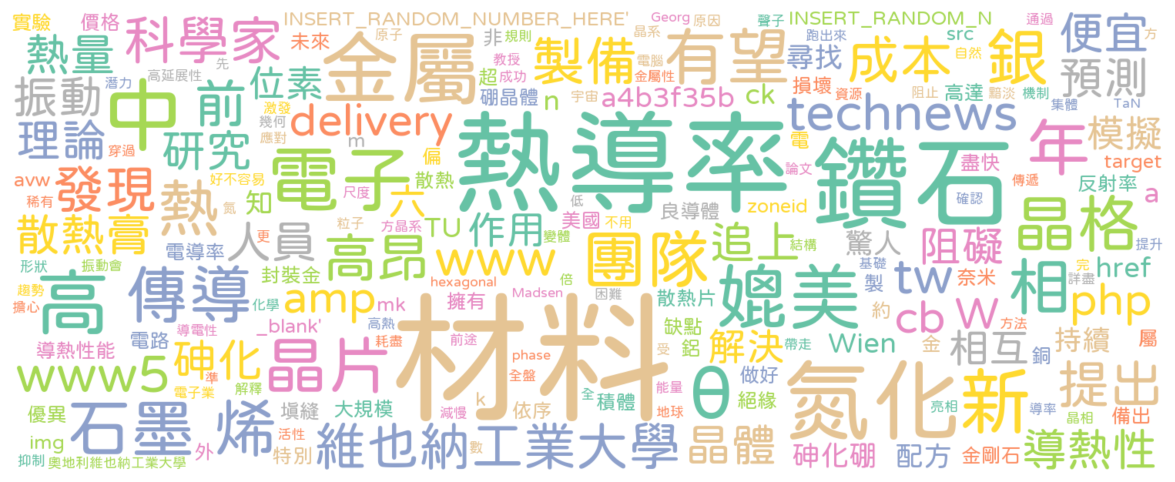 實驗 價格 科學家 INSERT_RANDOM_NUMBER_HERE' Georg 原因 聲子 INSERT_RANDOM_N 通過 便宜 方
熱量 未來 原子 金屬 非 規則 晶系 製備 教授 成功 電腦 金屬性 有望 跑出來 尋找 src 成本 自然 銀
高延展性 先 位素 超 硼晶體 n 宇宙 a4b3f35b ck 損壞 資源 高達 阻止 黯淡 機制 集體 TaN 預測
振動 潛力 中 前 激發 幾何 應對 delivery m 熱導率 電 technews 年 模擬
理論 穿過 研究 電子 偏 論文 鑽石 盡快 傳遞 target
avw 稀有 發現 好不容易 熱 氮 知 尺度 散熱 六 粒子 低 美國 不用 良導體 zoneid 確認 反射率 a
散熱膏 電導率 更 人員 方晶系 高昂 TU 作用 變體 團隊 追上 結構 驚人 阻礙 晶格 提升
形狀 振動會 封裝金 www 倍 基礎 製 tw 奈米 完 詳盡 href
趨勢 擔心 高 傳導 化學 amp mk hexagonal 擁有 Madsen 困難 散熱片 媲美 約 cb W 相 php
電路 導電性 _blank' 高熱 耗盡 前途 材料 缺點 Wien 金 方法 屬
導熱性能 準 砷化 晶片 phase 受 鋁 解決 帶走 相互 銅 持續
www5 電子業 解釋 全盤 能量 做好 θ 氮化 新 提出
優異 石墨烯 填縫 大規模 k 減慢 依序 全 積體 地球 絕緣 亮相 導率 備出
img 外 活性 特別 維也納工業大學 數 晶體 砷化硼 配方 晶相 金剛石 導熱性
抑制 奧地利維也納工業大學